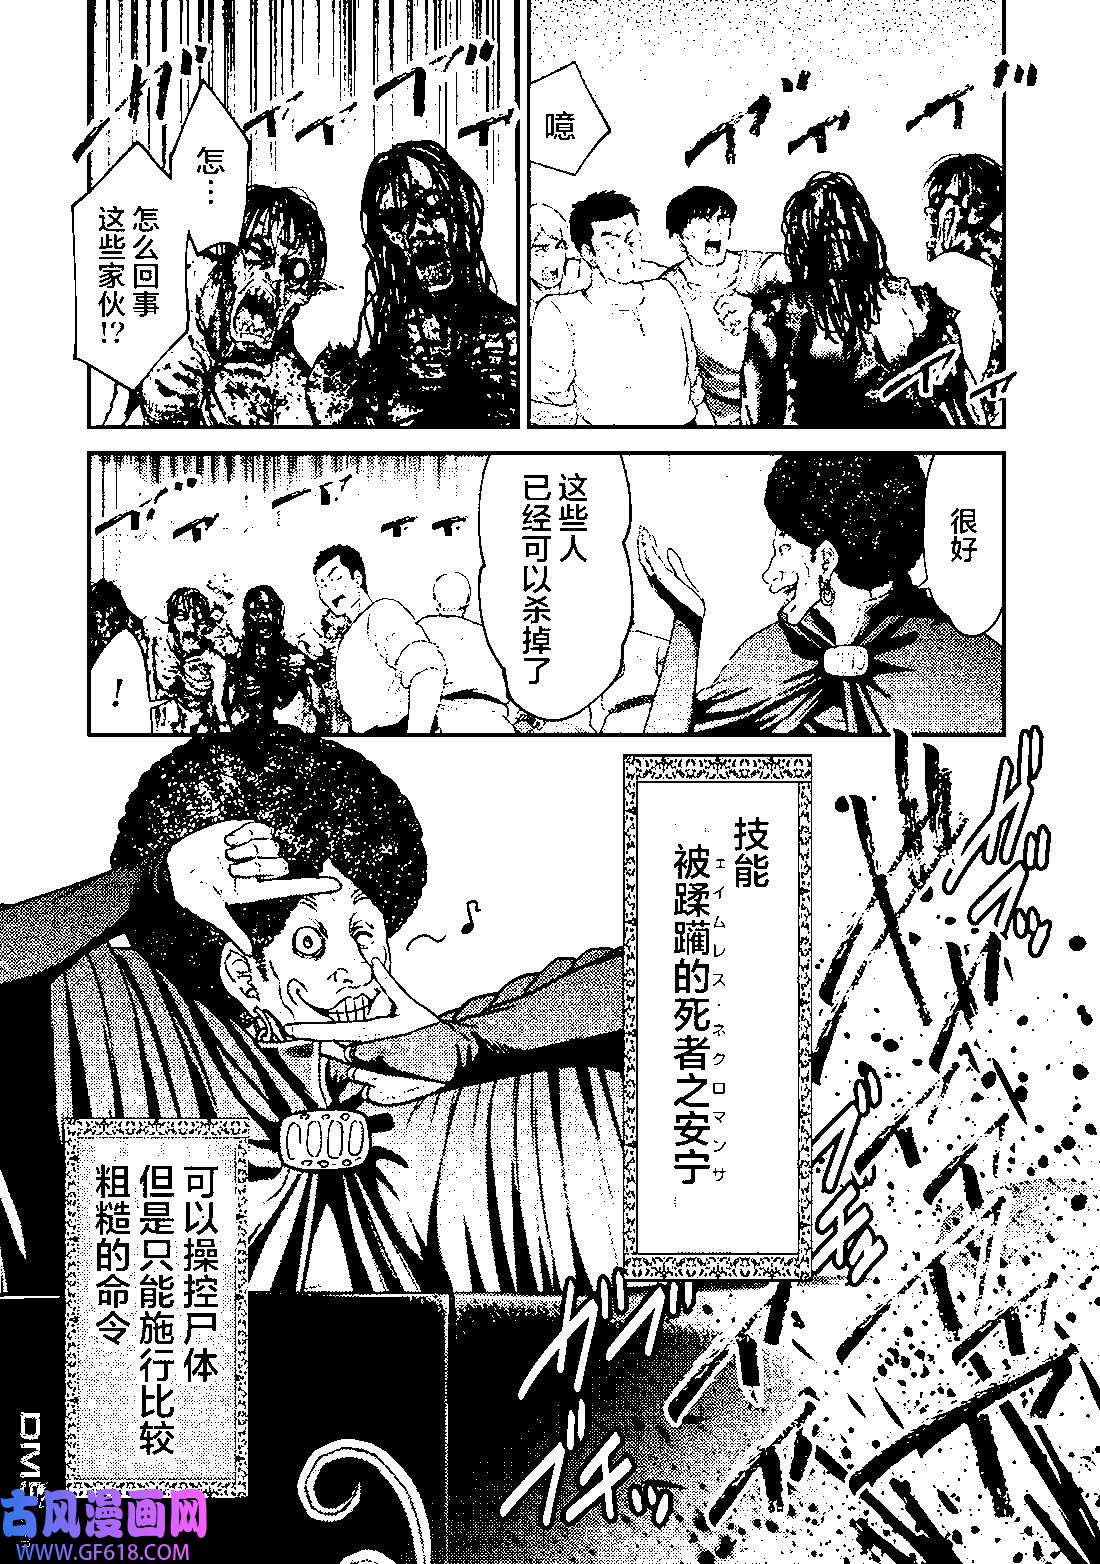 噫
怎…
怎么回事
这些家伙!?
很好
这些人
已经可以杀掉了
！
技能
被蹂躏的死者之安宁
エイムレス・ネクロマンサ
可以操控尸体
但是只能施行比较
粗糙的命令
古风漫画网
WWW.GF618.COM